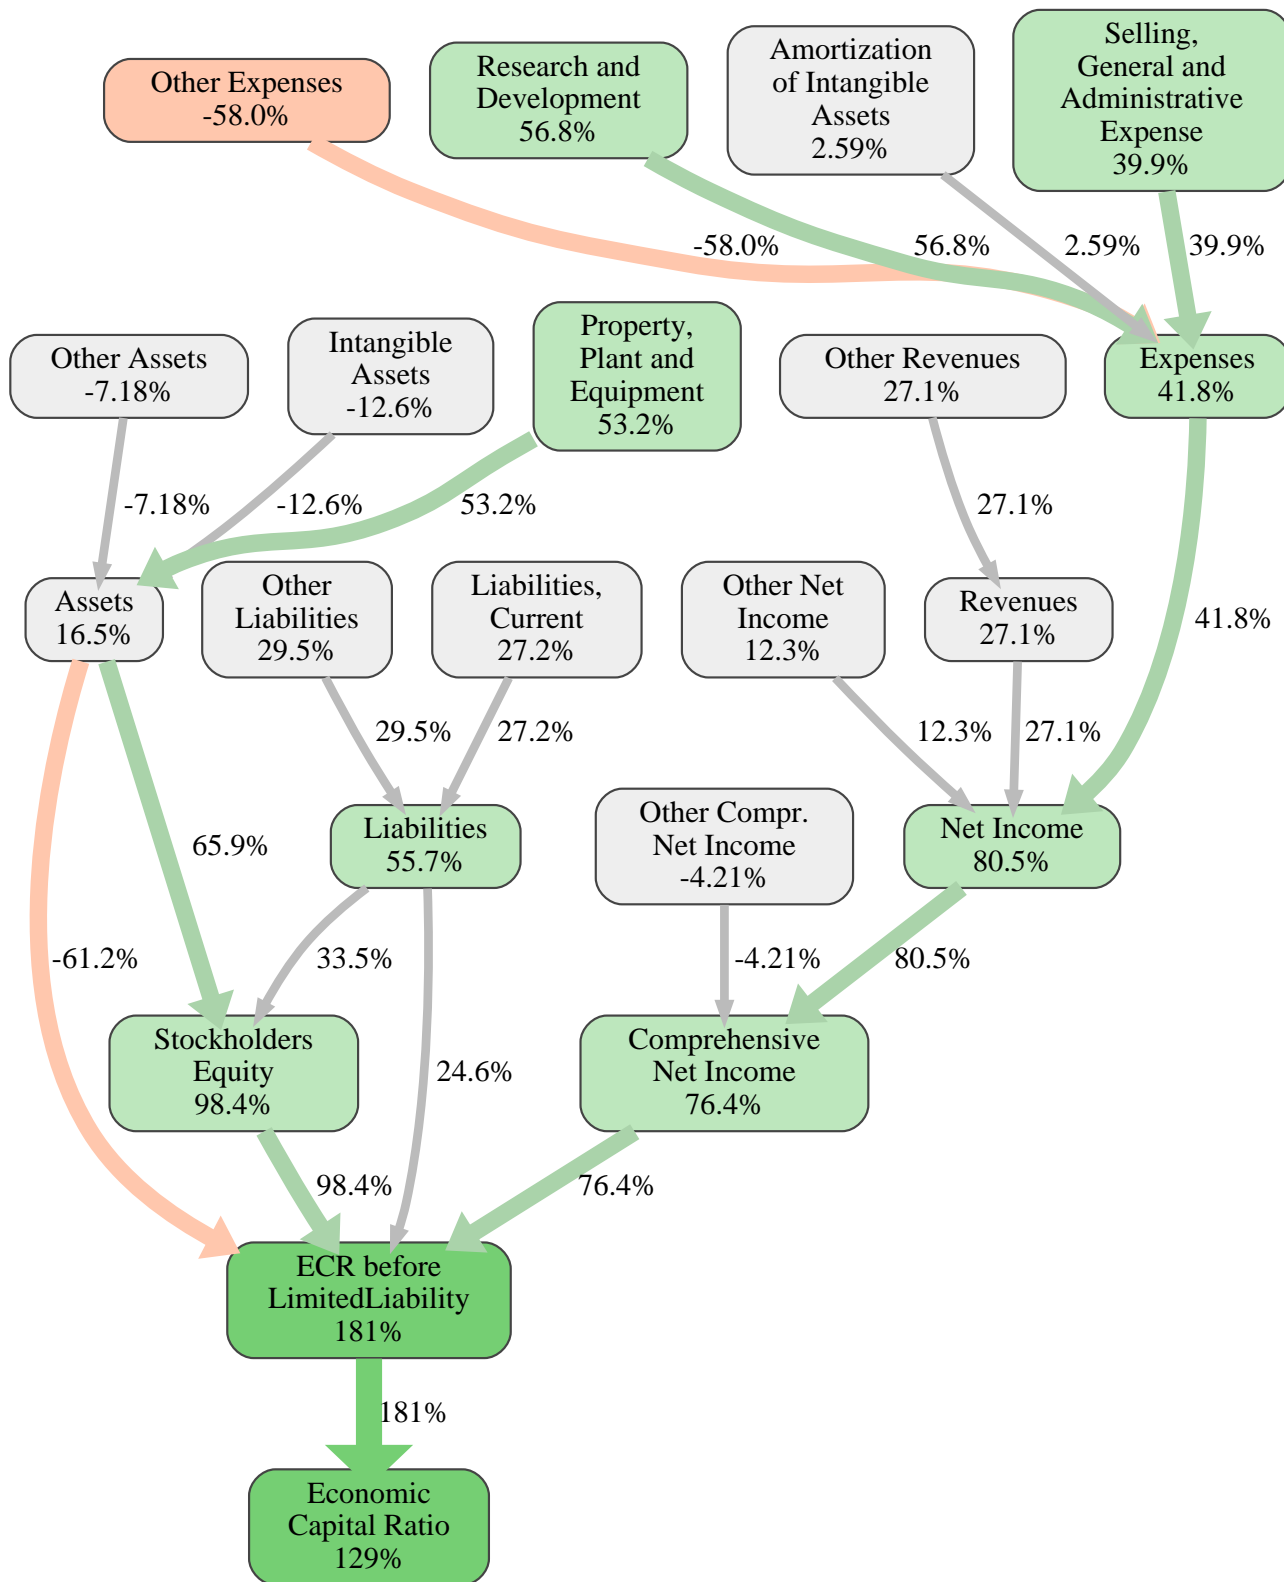 Other Expenses
-58.0%
Research and
Development
56.8%
Amortization
of Intangible
Assets
2.59%
Selling,
General and
Administrative
Expense
39.9%
-58.0%
56.8%
2.59%
39.9%
Other Assets
-7.18%
Intangible
Assets
-12.6%
Property,
Plant and
Equipment
53.2%
Other Revenues
27.1%
Expenses
41.8%
-7.18%
-12.6%
53.2%
27.1%
41.8%
Assets
16.5%
Other
Liabilities
29.5%
Liabilities,
Current
27.2%
Other Net
Income
12.3%
Revenues
27.1%
29.5%
27.2%
12.3%
27.1%
65.9%
Liabilities
55.7%
Other Compr.
Net Income
-4.21%
Net Income
80.5%
-61.2%
33.5%
-4.21%
80.5%
Stockholders
Equity
98.4%
24.6%
Comprehensive
Net Income
76.4%
98.4%
76.4%
ECR before
LimitedLiability
181%
181%
Economic
Capital Ratio
129%